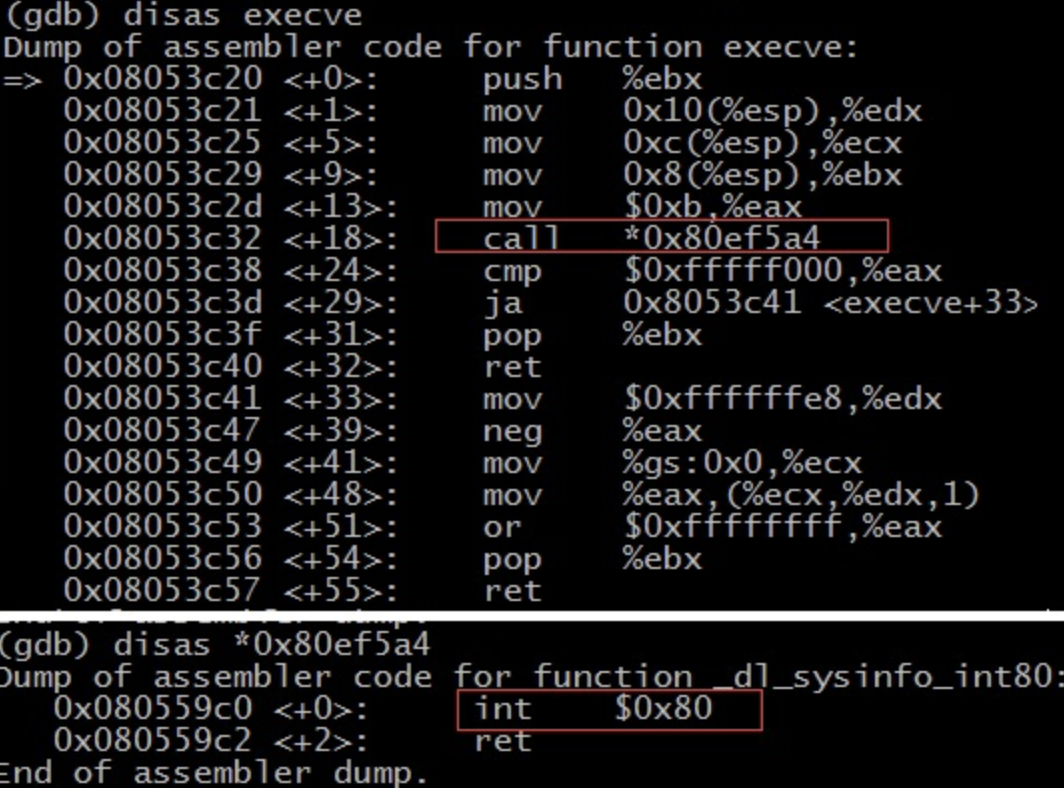 (gdb) disas execve
Dump of assembler code for function execve:
=> 0x08053c20 <+0>: push %ebx
0x08053c21 <+1>: mov 0x10(%esp),%edx
0x08053c25 <+5>: mov 0xc(%esp),%ecx
0x08053c29 <+9>: mov 0x8(%esp),%ebx
0x08053c2d <+13>: mov $0xb,%eax
0x08053c32 <+18>: call *0x80ef5a4
0x08053c38 <+24>: cmp $0xfffff000,%eax
0x08053c3d <+29>: ja 0x8053c41 <execve+33>
0x08053c3f <+31>: pop %ebx
0x08053c40 <+32>: ret
0x08053c41 <+33>: mov $0xffffffe8,%edx
0x08053c47 <+39>: neg %eax
0x08053c49 <+41>: mov %gs:0x0,%ecx
0x08053c50 <+48>: mov %eax,(%ecx,%edx,1)
0x08053c53 <+51>: or $0xffffffff,%eax
0x08053c56 <+54>: pop %ebx
0x08053c57 <+55>: ret
(gdb) disas *0x80ef5a4
Dump of assembler code for function _dl_sysinfo_int80:
0x080559c0 <+0>: int $0x80
0x080559c2 <+2>: ret
End of assembler dump.